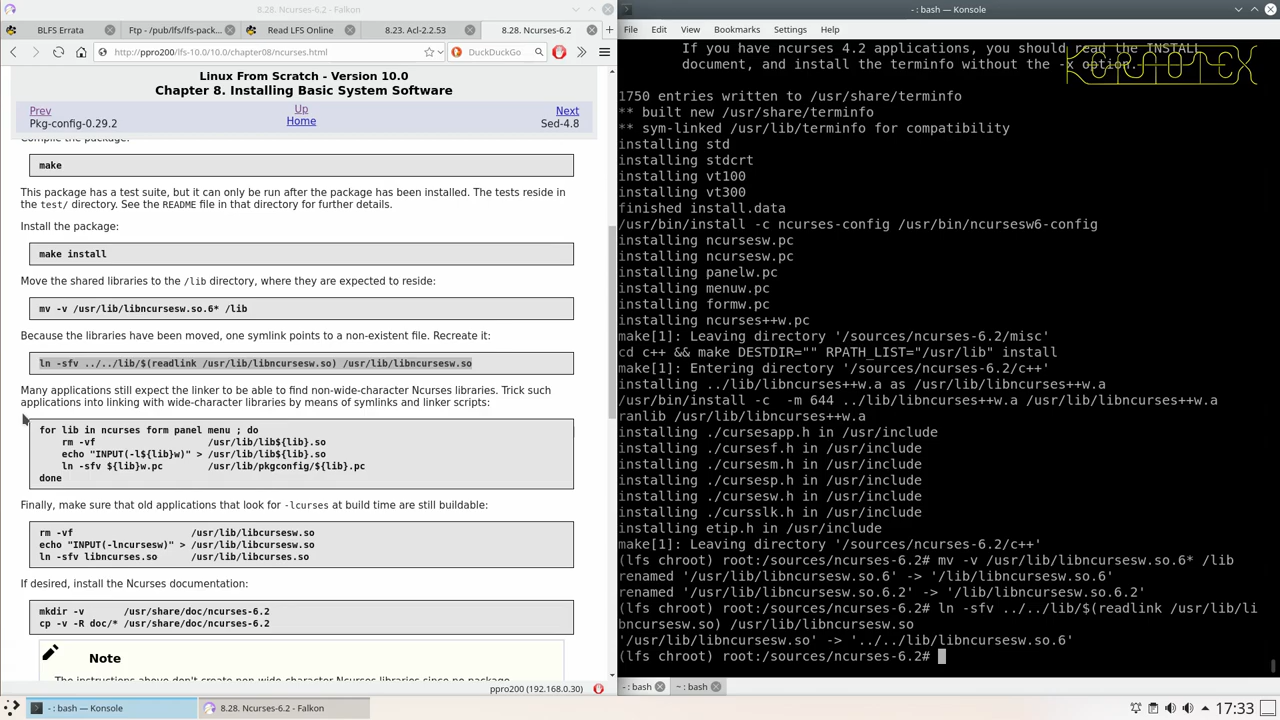 8.28. Ncurses-6.2 - Falkon
BLFS Errata
Ftp - /pub/lfs/lfs-pack...
Read LFS Online
8.23. Acl-2.2.53
8.28. Ncurses-6.2
http://ppro200/lfs-10.0/10.0/chapter08/ncurses.html
DuckDuckGo
Linux From Scratch - Version 10.0
Chapter 8. Installing Basic System Software
Prev
Up
Next
Pkg-config-0.29.2
Home
Sed-4.8
Compile the package:
make
This package has a test suite, but it can only be run after the package has been installed. The tests reside in
the test/ directory. See the README file in that directory for further details.
Install the package:
make install
Move the shared libraries to the /lib directory, where they are expected to reside:
mv -v /usr/lib/libncursesw.so.6* /lib
Because the libraries have been moved, one symlink points to a non-existent file. Recreate it:
ln -sfv ../../lib/$(readlink /usr/lib/libncursesw.so) /usr/lib/libncursesw.so
Many applications still expect the linker to be able to find non-wide-character Ncurses libraries. Trick such
applications into linking with wide-character libraries by means of symlinks and linker scripts:
for lib in ncurses form panel menu ; do
rm -vf /usr/lib/lib${lib}.so
echo "INPUT(-l${lib}w)" > /usr/lib/lib${lib}.so
ln -sfv ${lib}w.pc /usr/lib/pkgconfig/${lib}.pc
done
Finally, make sure that old applications that look for -lcurses at build time are still buildable:
rm -vf /usr/lib/libcursesw.so
echo "INPUT(-lncursesw)" > /usr/lib/libcursesw.so
ln -sfv libncurses.so /usr/lib/libcurses.so
If desired, install the Ncurses documentation:
mkdir -v /usr/share/doc/ncurses-6.2
cp -v -R doc/* /usr/share/doc/ncurses-6.2
Note
The instructions above don't create non-wide-character Ncurses libraries since no package
ppro200 (192.168.0.30)
- : bash — Konsole
File Edit View Bookmarks Settings Help
If you have ncurses 4.2 applications, you should read the INSTALL
document, and install the terminfo without the -x option.
1750 entries written to /usr/share/terminfo
** built new /usr/share/terminfo
** sym-linked /usr/lib/terminfo for compatibility
installing std
installing stdcrt
installing vt100
installing vt300
finished install.data
/usr/bin/install -c ncurses-config /usr/bin/ncursesw6-config
installing ncursesw.pc
installing ncursesw.pc
installing panelw.pc
installing menuw.pc
installing formw.pc
installing ncurses++w.pc
make[1]: Leaving directory '/sources/ncurses-6.2/misc'
cd c++ && make DESTDIR="" RPATH_LIST="/usr/lib" install
make[1]: Entering directory '/sources/ncurses-6.2/c++'
installing ../lib/libncurses++w.a as /usr/lib/libncurses++w.a
/usr/bin/install -c -m 644 ../lib/libncurses++w.a /usr/lib/libncurses++w.a
ranlib /usr/lib/libncurses++w.a
installing ./cursesapp.h in /usr/include
installing ./cursesf.h in /usr/include
installing ./cursesm.h in /usr/include
installing ./cursesp.h in /usr/include
installing ./cursesw.h in /usr/include
installing ./cursslk.h in /usr/include
installing etip.h in /usr/include
make[1]: Leaving directory '/sources/ncurses-6.2/c++'
(lfs chroot) root:/sources/ncurses-6.2# mv -v /usr/lib/libncursesw.so.6* /lib
renamed '/usr/lib/libncursesw.so.6' -> '/lib/libncursesw.so.6'
renamed '/usr/lib/libncursesw.so.6.2' -> '/lib/libncursesw.so.6.2'
(lfs chroot) root:/sources/ncurses-6.2# ln -sfv ../../lib/$(readlink /usr/lib/li
bncursesw.so) /usr/lib/libncursesw.so
'/usr/lib/libncursesw.so' -> '../../lib/libncursesw.so.6'
(lfs chroot) root:/sources/ncurses-6.2#
- : bash
~ : bash
- : bash — Konsole
8.28. Ncurses-6.2 - Falkon
17:33